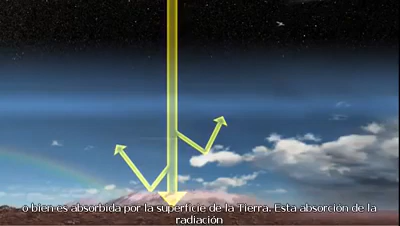 o bien es absorbida por la superficie de la Tierra. Esta absorción de la
radiación